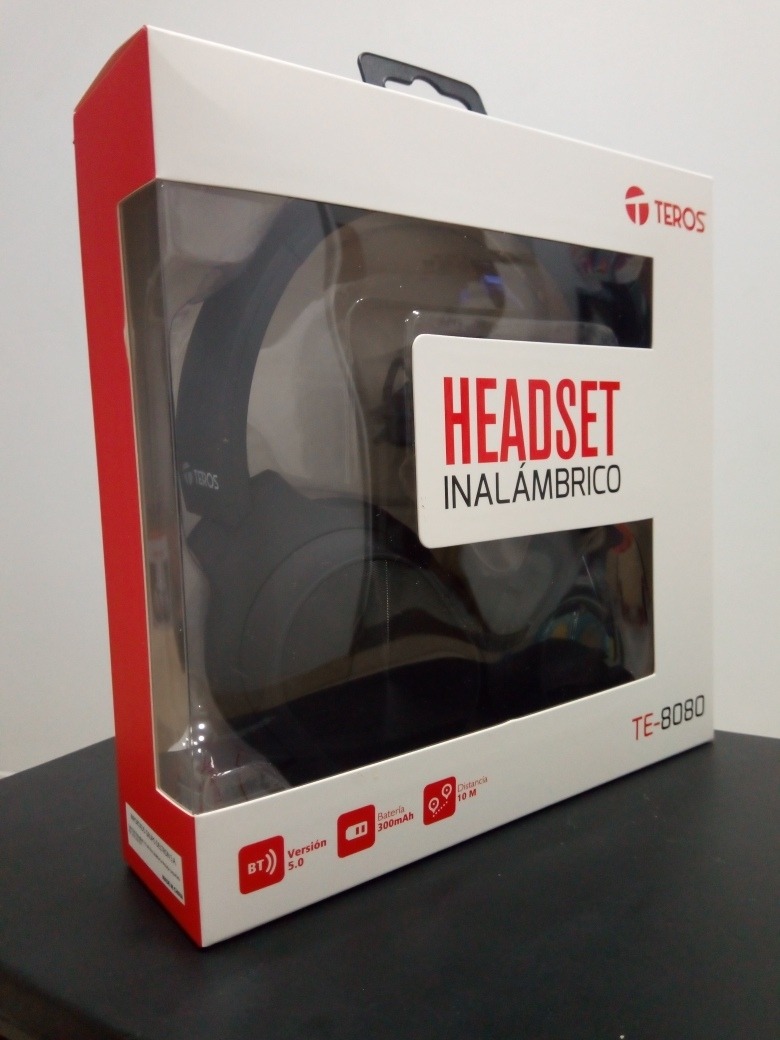 TEROS
HEADSET
INALÁMBRICO
TEROS
TE-8080
BT
Versión
5.0
Batería
300mAh
Distancia
10 M